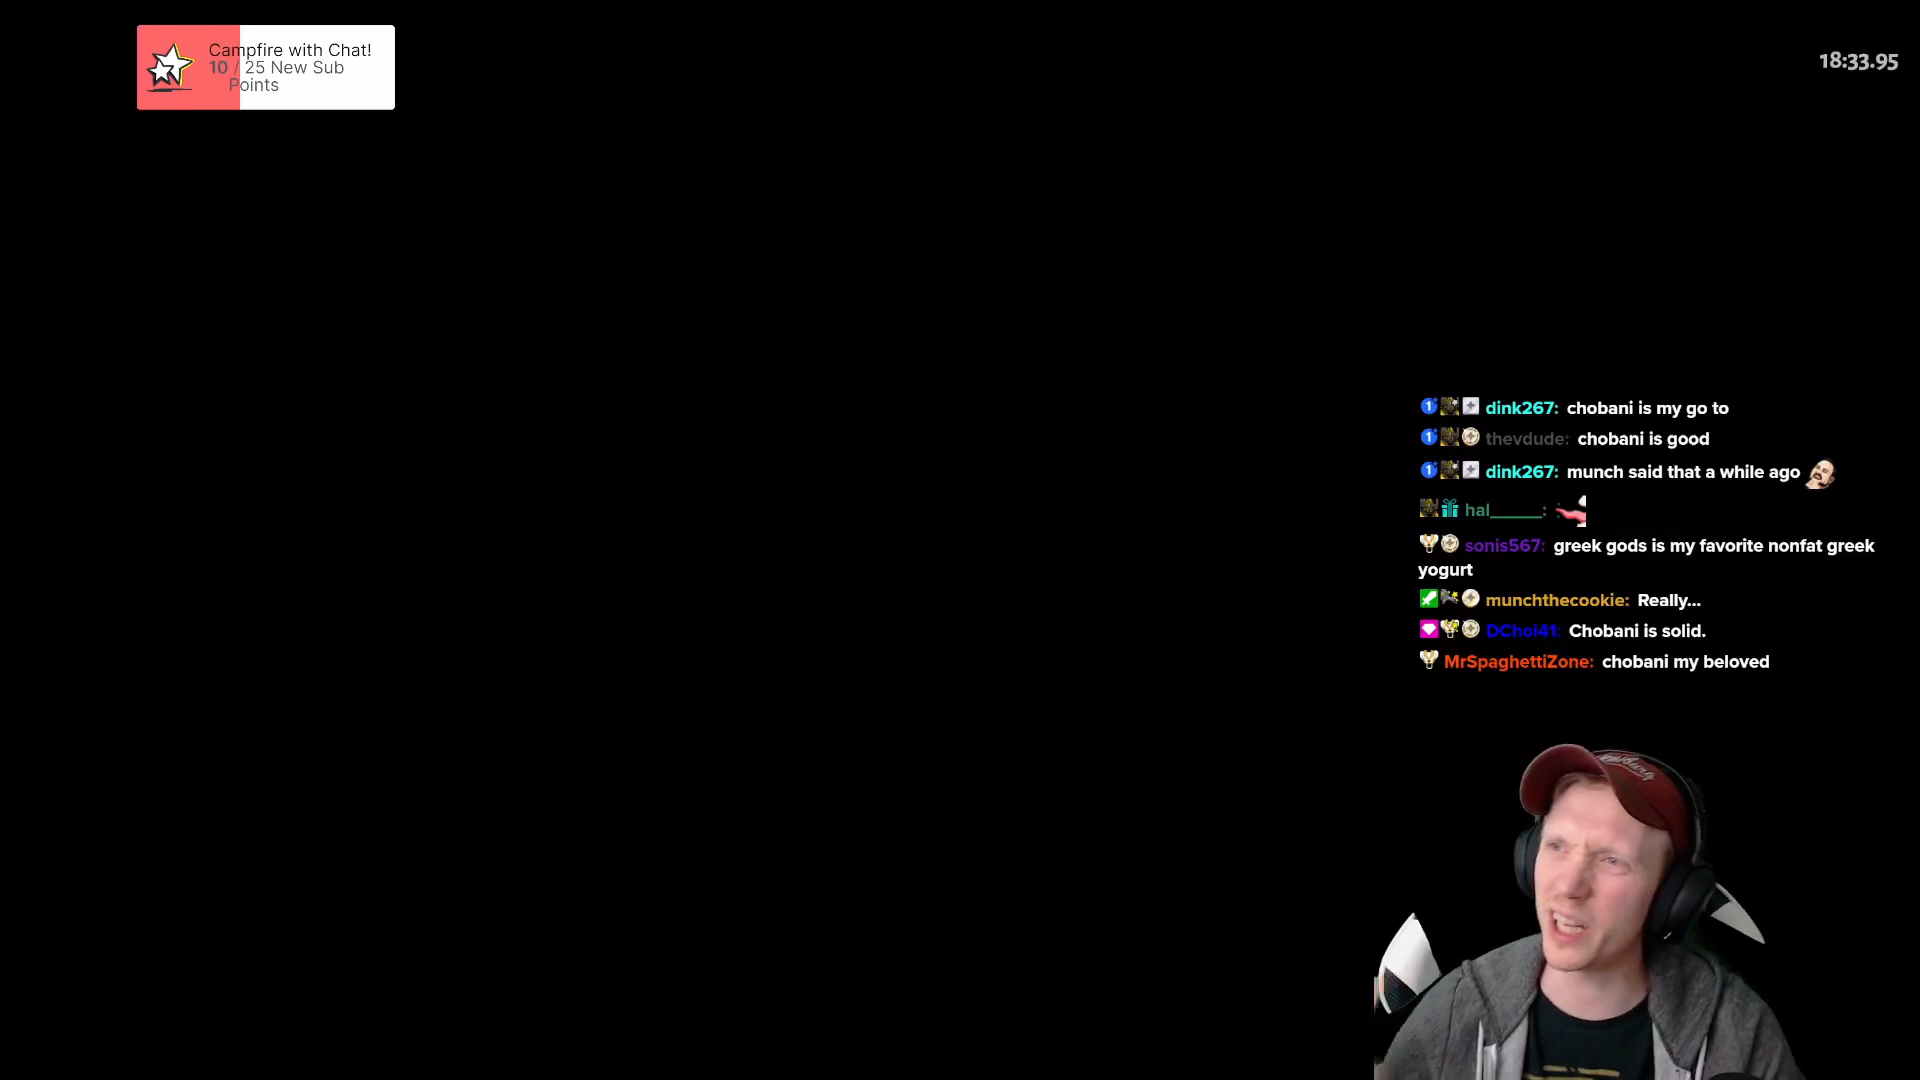 Campfire with Chat!
10 / 25 New Sub
Points
18:33.95
dink267: chobani is my go to
thevdude: chobani is good
dink267: munch said that a while ago
hal_____:
sonis567: greek gods is my favorite nonfat greek
yogurt
munchthecookie: Really...
DChoi41: Chobani is solid.
MrSpaghettiZone: chobani my beloved